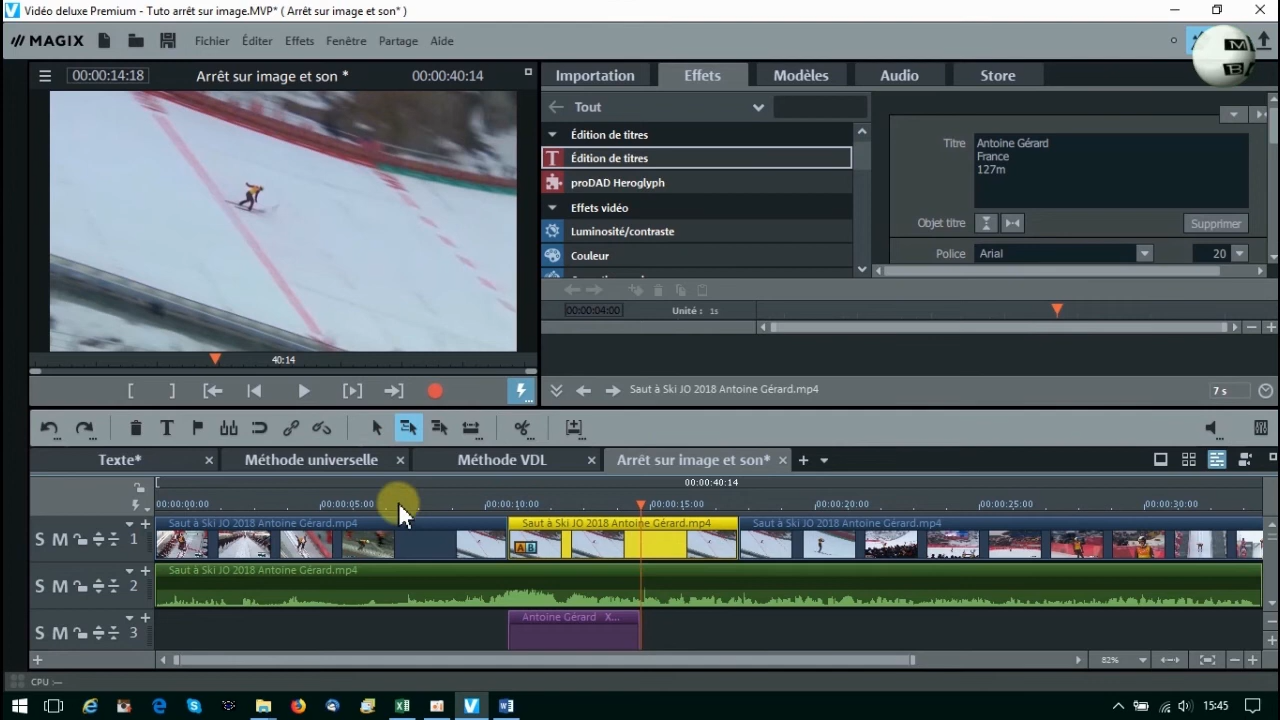 Vidéo deluxe Premium - Tuto arrêt sur image.MVP* ( Arrêt sur image et son* )
MAGIX Fichier Éditer Effets Fenêtre Partage Aide
MB
00:00:14:18 Arrêt sur image et son * 00:00:40:14
Importation Effets Modèles Audio Store
Tout
Édition de titres
Édition de titres
proDAD Heroglyph
Effets vidéo
Luminosité/contraste
Couleur
Titre
Antoine Gérard
France
127m
Objet titre Supprimer
Police Arial 20
00:00:04:00 Unité : 1s
40:14
Saut à Ski JO 2018 Antoine Gérard.mp4 7 s
Texte* Méthode universelle Méthode VDL Arrêt sur image et son*
00:00:40:14
00:00:00:00 00:00:05:00 00:00:10:00 00:00:15:00 00:00:20:00 00:00:25:00 00:00:30:00
Saut à Ski JO 2018 Antoine Gérard.mp4 Saut à Ski JO 2018 Antoine Gérard.mp4 Saut à Ski JO 2018 Antoine Gérard.mp4
S M 1
AB
Saut à Ski JO 2018 Antoine Gérard.mp4
S M 2
Antoine Gérard X...
S M 3
82%
CPU :--
15:45